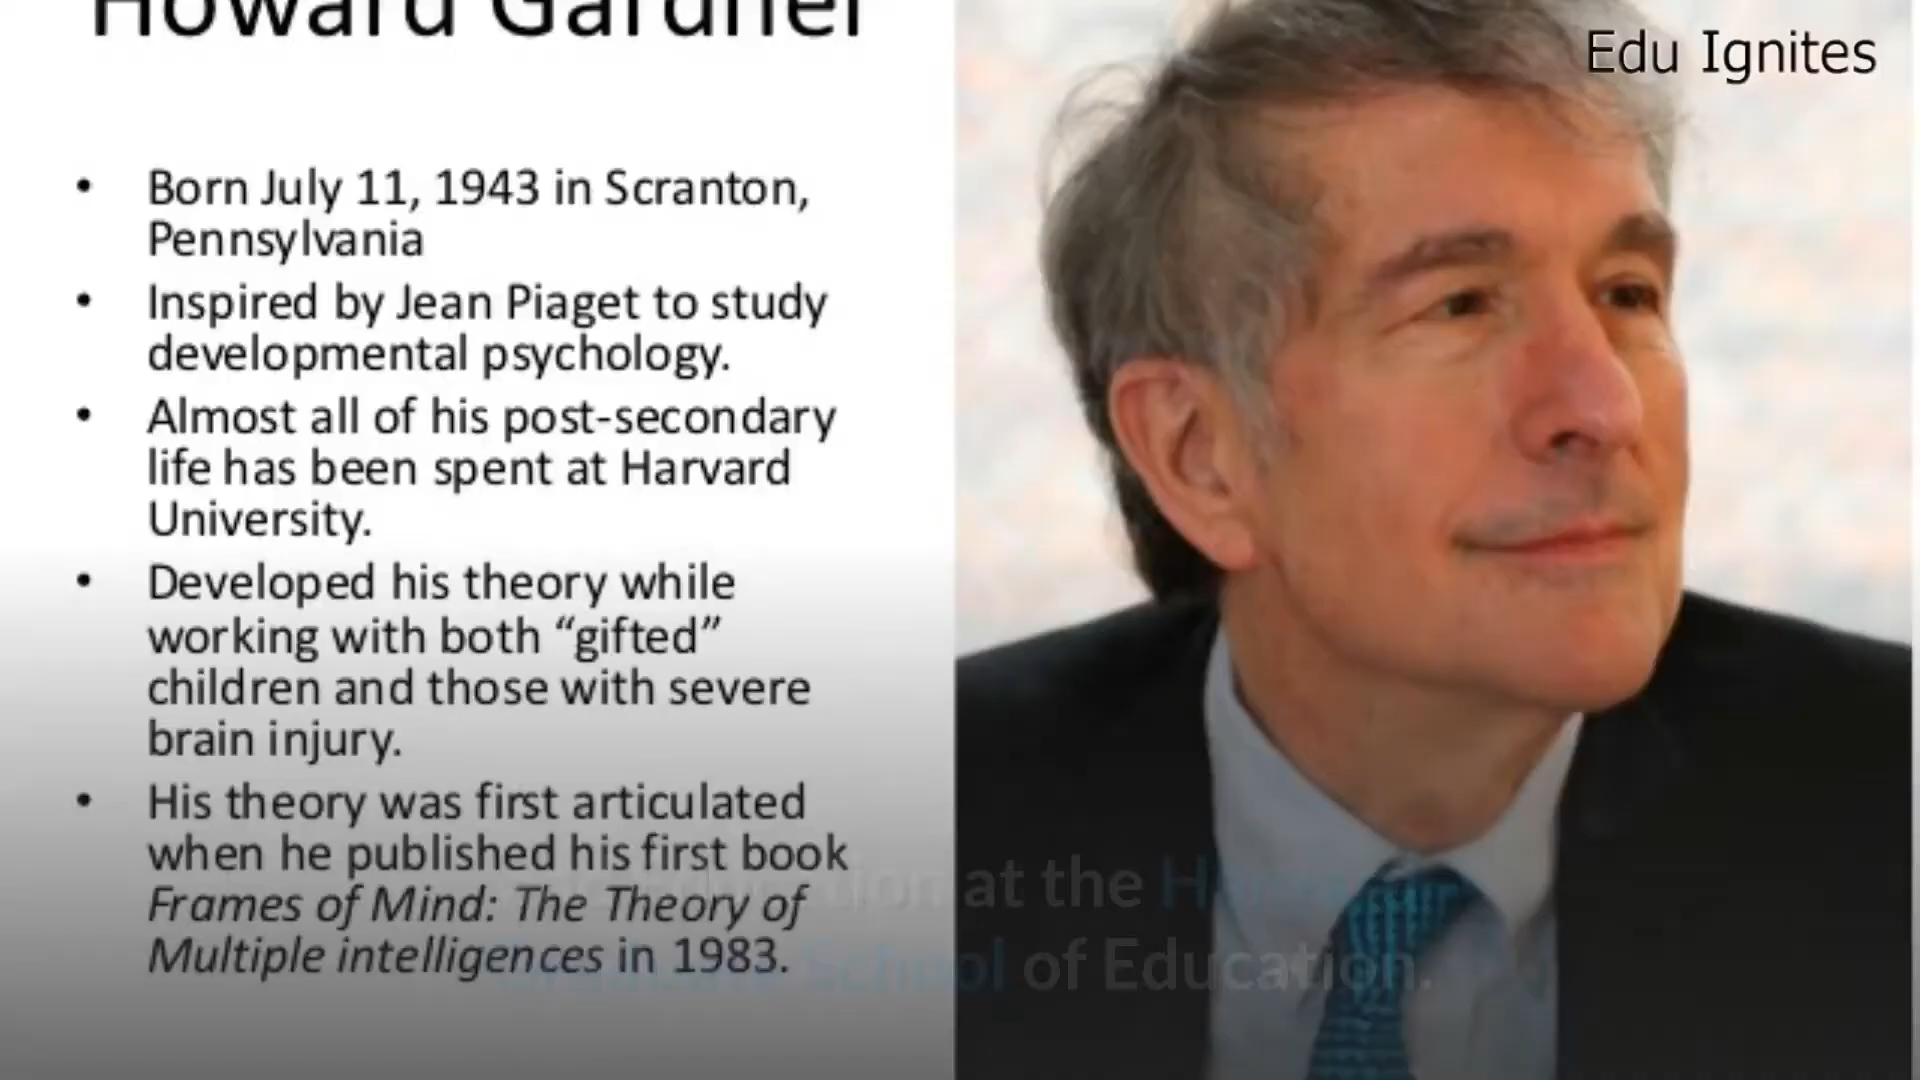 Howard Gardner
Edu Ignites
• Born July 11, 1943 in Scranton,
Pennsylvania
• Inspired by Jean Piaget to study
developmental psychology.
• Almost all of his post-secondary
life has been spent at Harvard
University.
• Developed his theory while
working with both “gifted”
children and those with severe
brain injury.
• His theory was first articulated
when he published his first book
Frames of Mind: The Theory of
Multiple intelligences in 1983.
at the
School of Education.